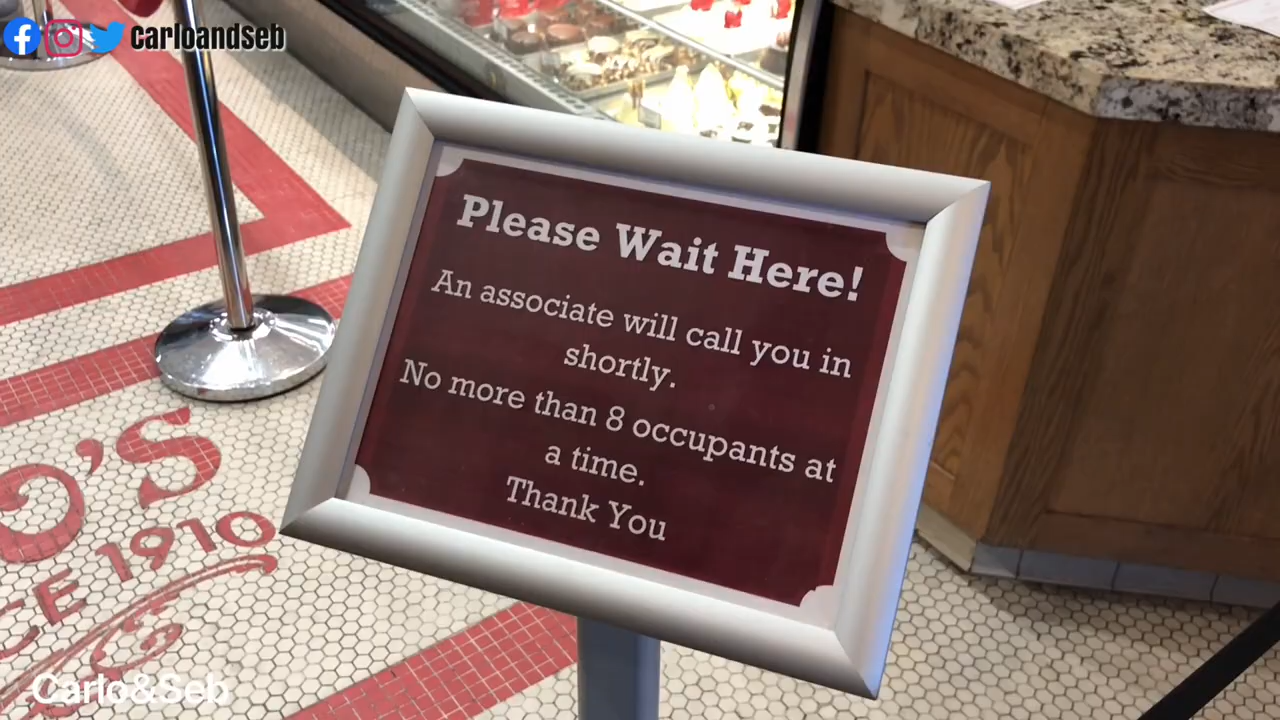 carloandseb
Please Wait Here!
An associate will call you in
shortly.
No more than 8 occupants at
a time.
Thank You
O'S
CE 1910
Carlo&Seb